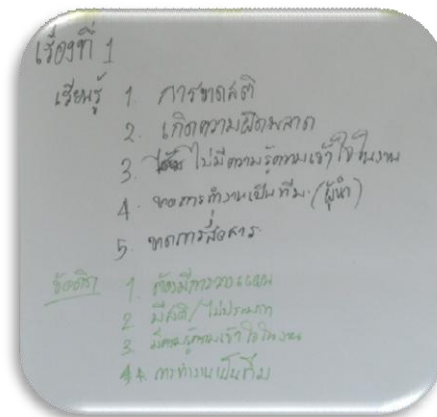 เรื่องที่ 1
เรียนรู้ 1. การขาดสติ
2. เกิดความผิดพลาด
3. ไม่มีความรู้ความเข้าใจในงาน
4. ขาดการทำงานเป็นทีม (ผู้นำ)
5. ขาดการสื่อสาร
ข้อคิด 1. ต้องมีการวางแผน
2 มีสติ/ไม่ประมาท
3. มีความรู้ความเข้าใจในงาน
4. การทำงานเป็นทีม